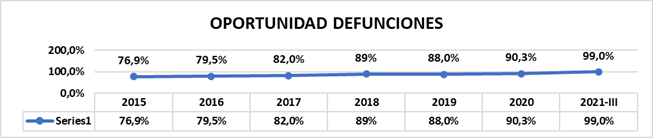 OPORTUNIDAD DEFUNCIONES
200,0%
76,9% 79,5% 82,0% 89% 88,0% 90,3% 99,0%
100,0%
0,0%
2015 2016 2017 2018 2019 2020 2021-III
Series1 76,9% 79,5% 82,0% 89% 88,0% 90,3% 99,0%